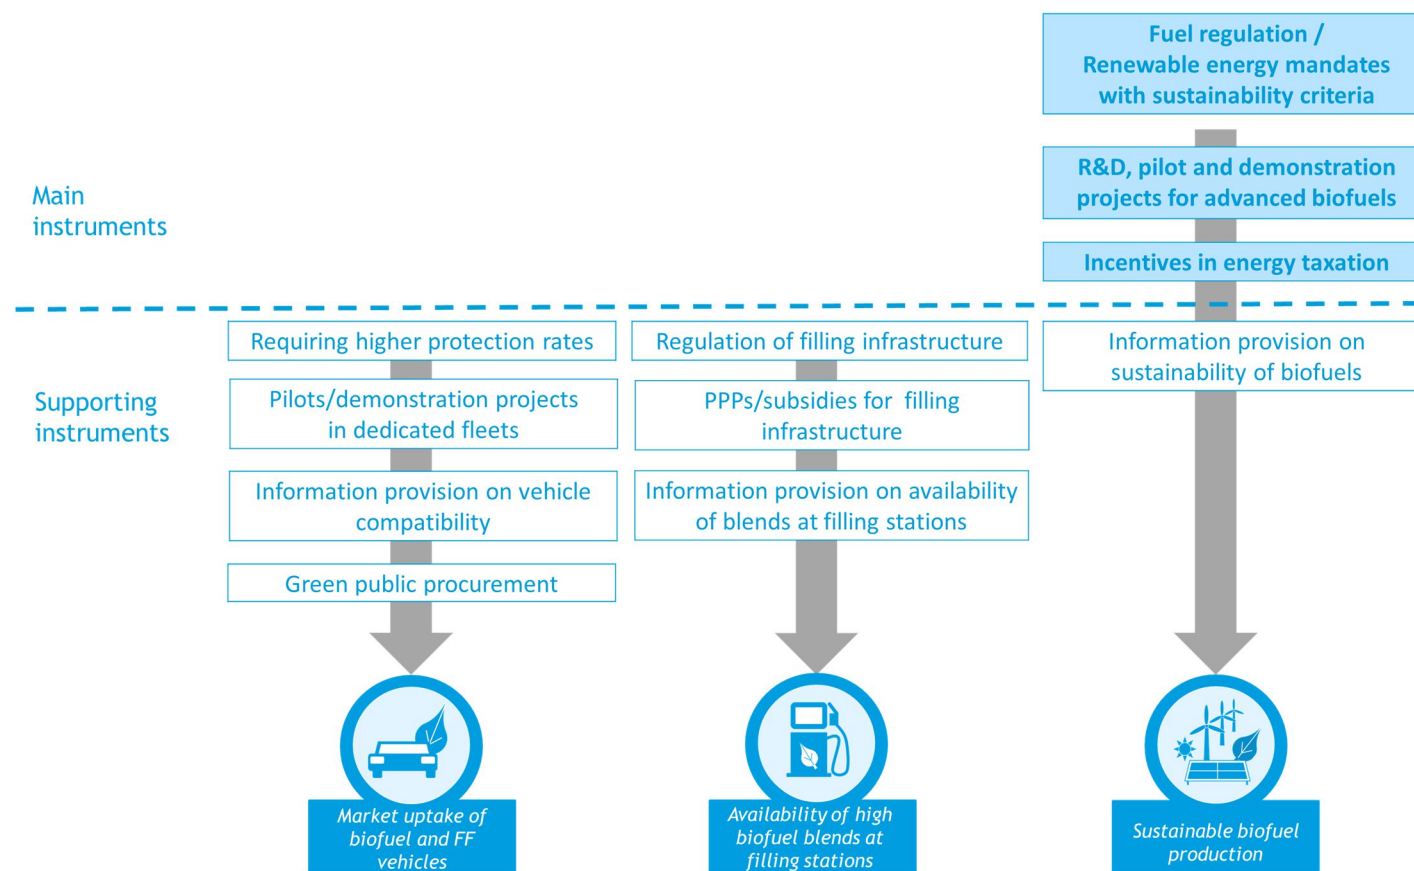 Fuel regulation /
Renewable energy mandates
with sustainability criteria
R&D, pilot and demonstration
projects for advanced biofuels
Incentives in energy taxation
Main
instruments
Supporting
instruments
Requiring higher protection rates
Pilots/demonstration projects
in dedicated fleets
Information provision on vehicle
compatibility
Green public procurement
Regulation of filling infrastructure
PPPs/subsidies for filling
infrastructure
Information provision on availability
of blends at filling stations
Information provision on
sustainability of biofuels
Market uptake of
biofuel and FF
vehicles
Availability of high
biofuel blends at
filling stations
Sustainable biofuel
production